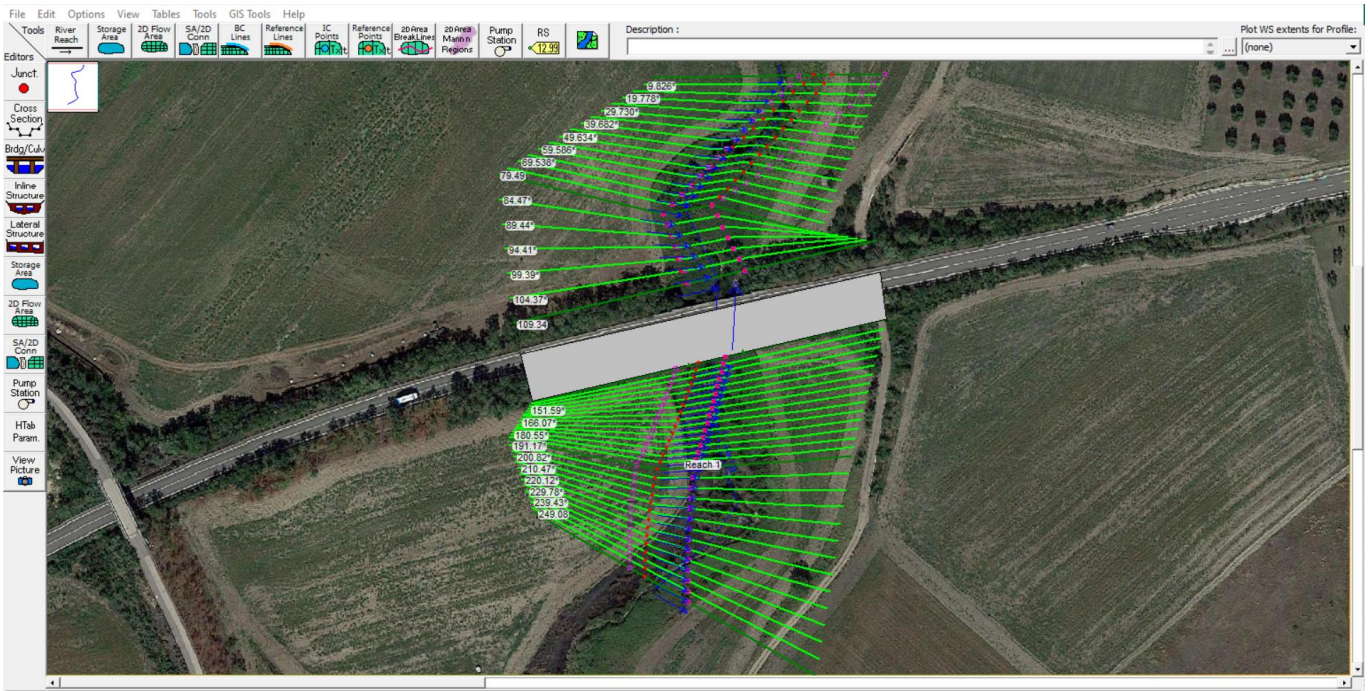 File Edit Options View Tables Tools GIS Tools Help
Tools
Editors
River
Reach
Storage
Area
2D Flow
Area
SA/2D
Conn
BC
Lines
Reference
Lines
IC
Points
Reference
Points
2D Area
BreakLines
2D Area
Mann n
Regions
Pump
Station
RS
12.99
Description :
...
Plot WS extents for Profile:
(none)
Junct.
Cross
Section
Brdg/Culv
Inline
Structure
Lateral
Structure
Storage
Area
2D Flow
Area
SA/2D
Conn
Pump
Station
HTab
Param.
View
Picture
9.826*
19.778*
29.730*
39.682*
49.634*
59.586*
69.538*
79.49
84.47*
89.44*
94.41*
99.39*
104.37*
109.34
151.59*
166.07*
180.55*
191.17*
200.82*
210.47*
220.12*
229.78*
239.43*
249.08
Reach 1